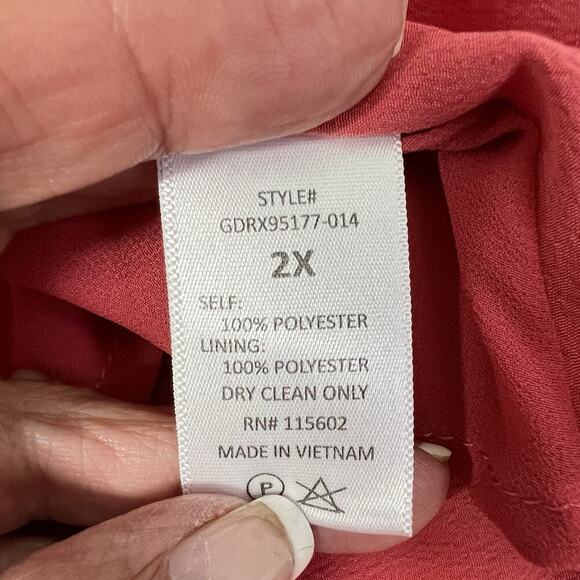 STYLE#
GDRX95177-014
2X
SELF:
100% POLYESTER
LINING:
100% POLYESTER
DRY CLEAN ONLY
RN# 115602
MADE IN VIETNAM
P